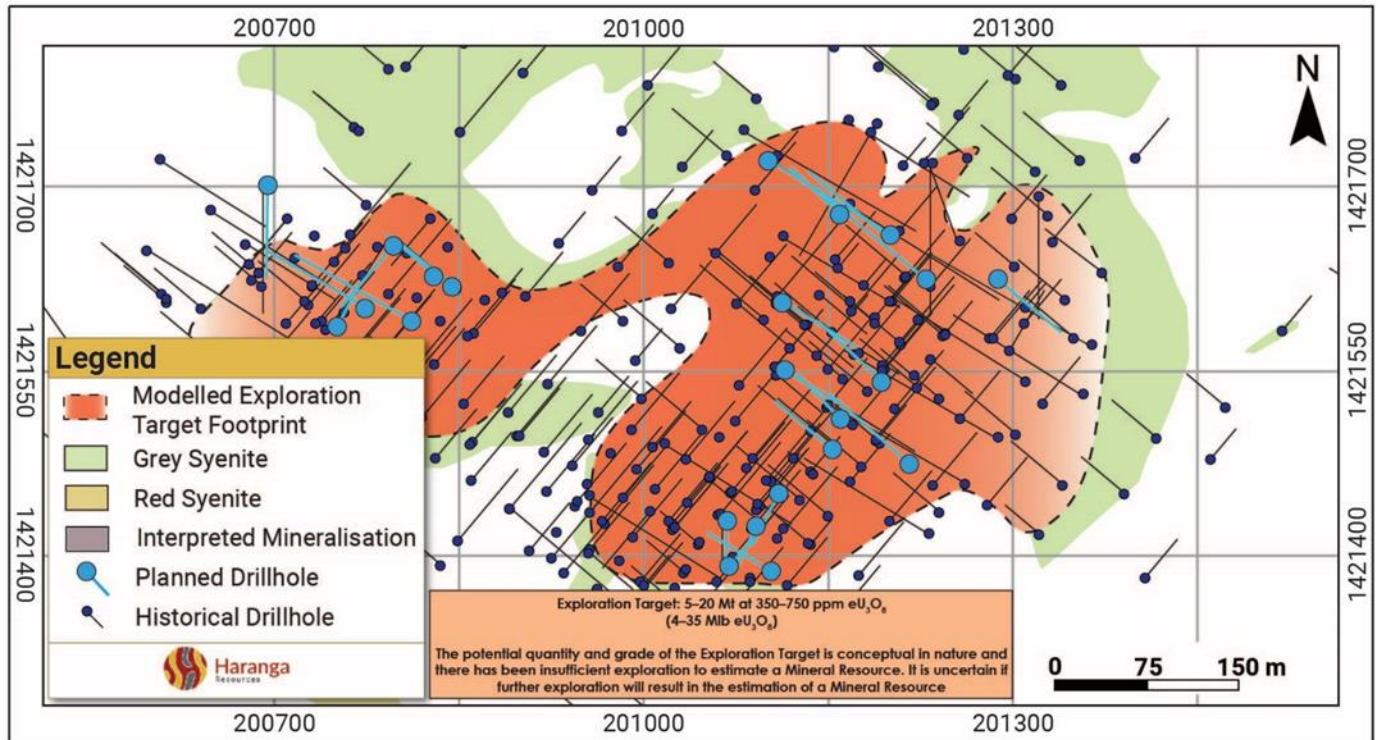 200700 201000 201300
N
1421700
1421700
1421550
1421550
1421400
1421400
Legend
Modelled Exploration
Target Footprint
Grey Syenite
Red Syenite
Interpreted Mineralisation
Planned Drillhole
Historical Drillhole
Haranga
Resources
Exploration Target: 5–20 Mt at 350–750 ppm eU₃O₈
(4–35 Mlb eU₃O₈)
The potential quantity and grade of the Exploration Target is conceptual in nature and
there has been insufficient exploration to estimate a Mineral Resource. It is uncertain if
further exploration will result in the estimation of a Mineral Resource
0 75 150 m
200700 201000 201300